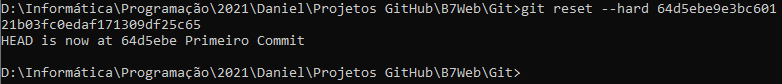 D:\Informática\Programação\2021\Daniel\Projetos GitHub\B7Web\Git>git reset --hard 64d5ebe9e3bc601
21b03fc0edaf171309df25c65
HEAD is now at 64d5ebe Primeiro Commit
D:\Informática\Programação\2021\Daniel\Projetos GitHub\B7Web\Git>